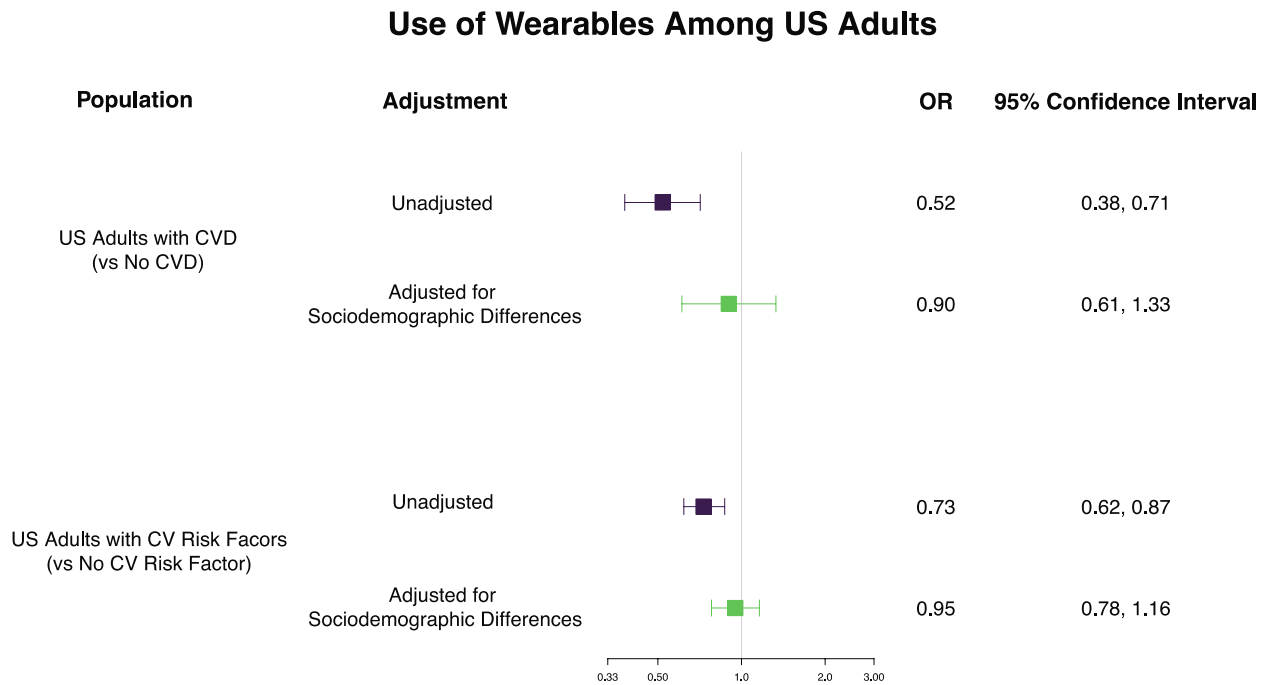 Use of Wearables Among US Adults
Population Adjustment OR 95% Confidence Interval
Unadjusted 0.52 0.38, 0.71
US Adults with CVD
(vs No CVD)
Adjusted for
Sociodemographic Differences 0.90 0.61, 1.33
Unadjusted 0.73 0.62, 0.87
US Adults with CV Risk Facors
(vs No CV Risk Factor)
Adjusted for
Sociodemographic Differences 0.95 0.78, 1.16
0.33 0.50 1.0 2.0 3.00